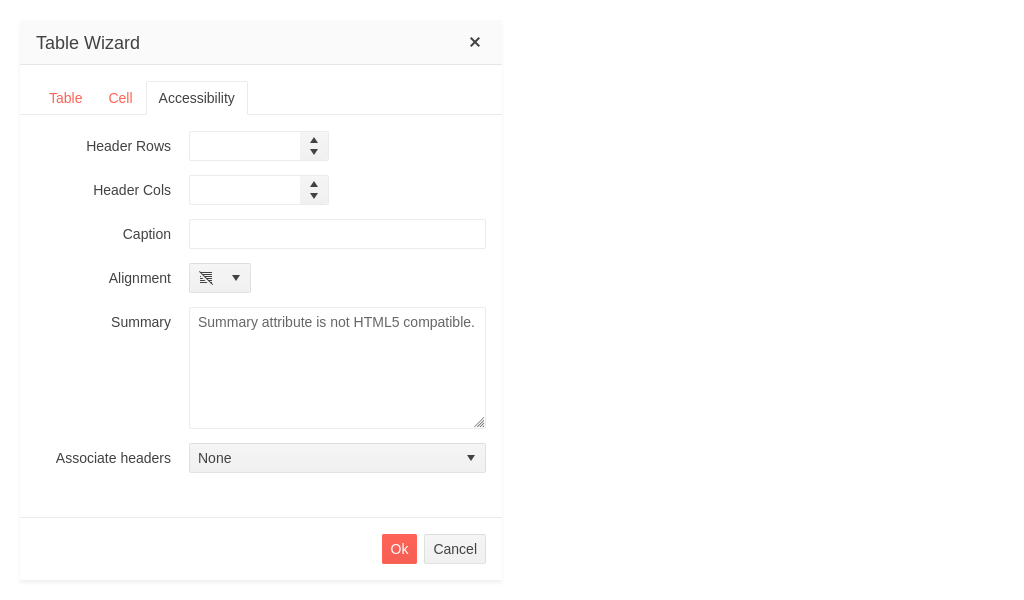 Table Wizard
Table Cell Accessibility
Header Rows
Header Cols
Caption
Alignment
Summary Summary attribute is not HTML5 compatible.
Associate headers None
Ok Cancel